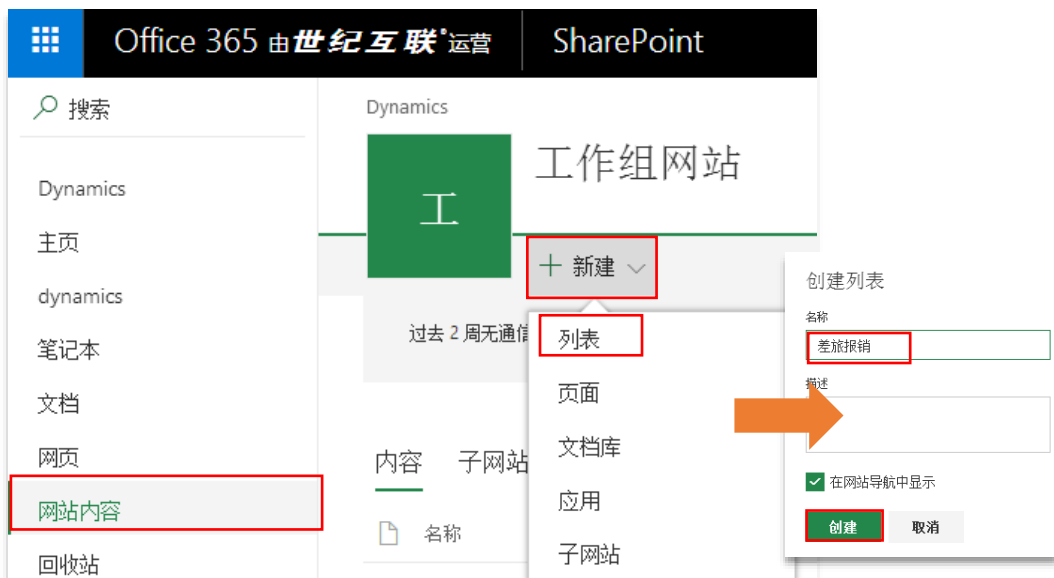 Office 365 由世纪互联运营
SharePoint
搜索
Dynamics
主页
dynamics
笔记本
文档
网页
网站内容
回收站
Dynamics
工
工作组网站
新建
过去 2 周无通信
内容 子网站
名称
列表
页面
文档库
应用
子网站
创建列表
名称
差旅报销
描述
在网站导航中显示
创建 取消